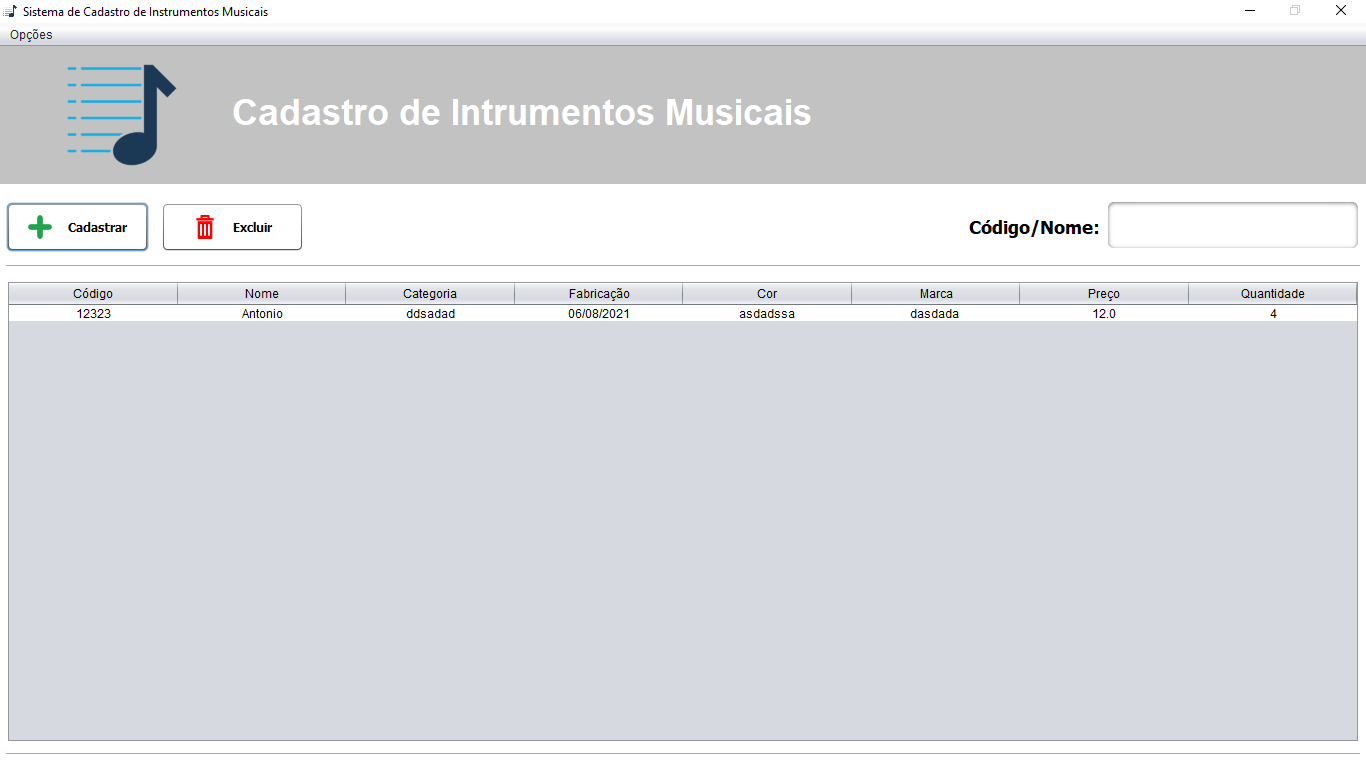 Sistema de Cadastro de Instrumentos Musicais
Opções
Cadastro de Intrumentos Musicais
Cadastrar Excluir Código/Nome:
Código Nome Categoria Fabricação Cor Marca Preço Quantidade
12323 Antonio ddsadad 06/08/2021 asdadssa dasdada 12.0 4